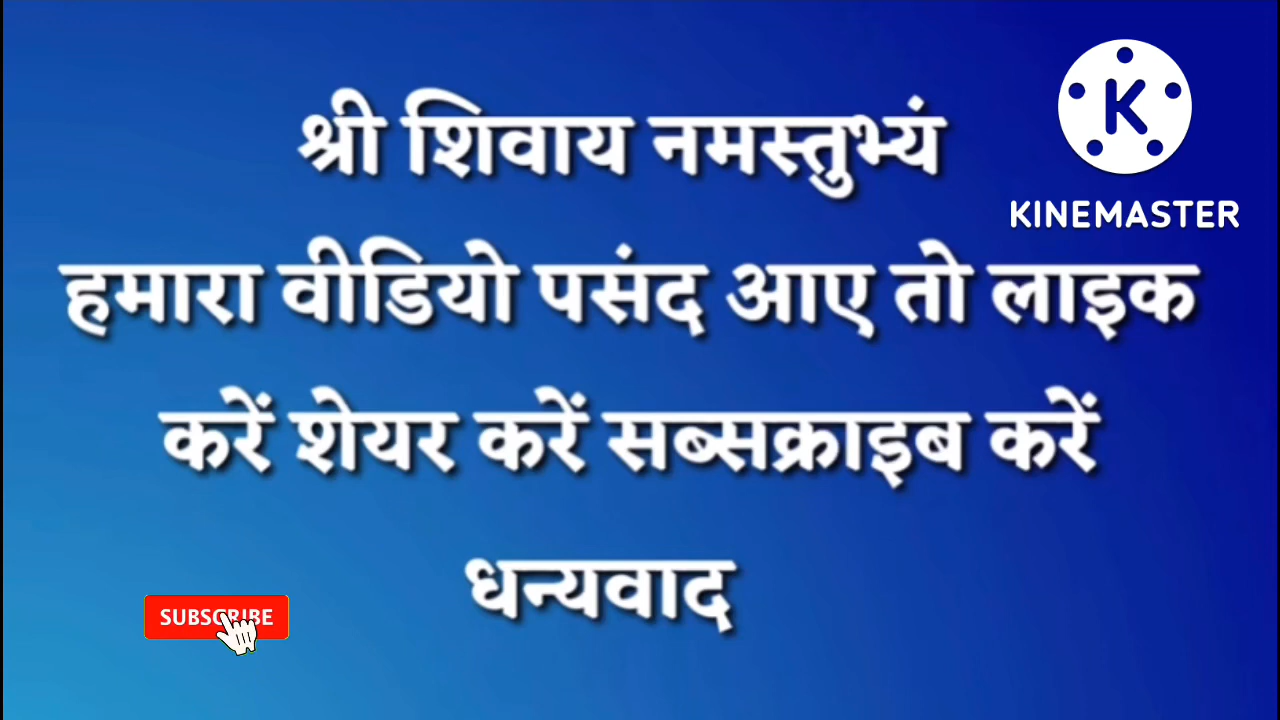 श्री शिवाय नमस्तुभ्यं
KINEMASTER
हमारा वीडियो पसंद आए तो लाइक
करें शेयर करें सब्सक्राइब करें
धन्यवाद
SUBSCRIBE